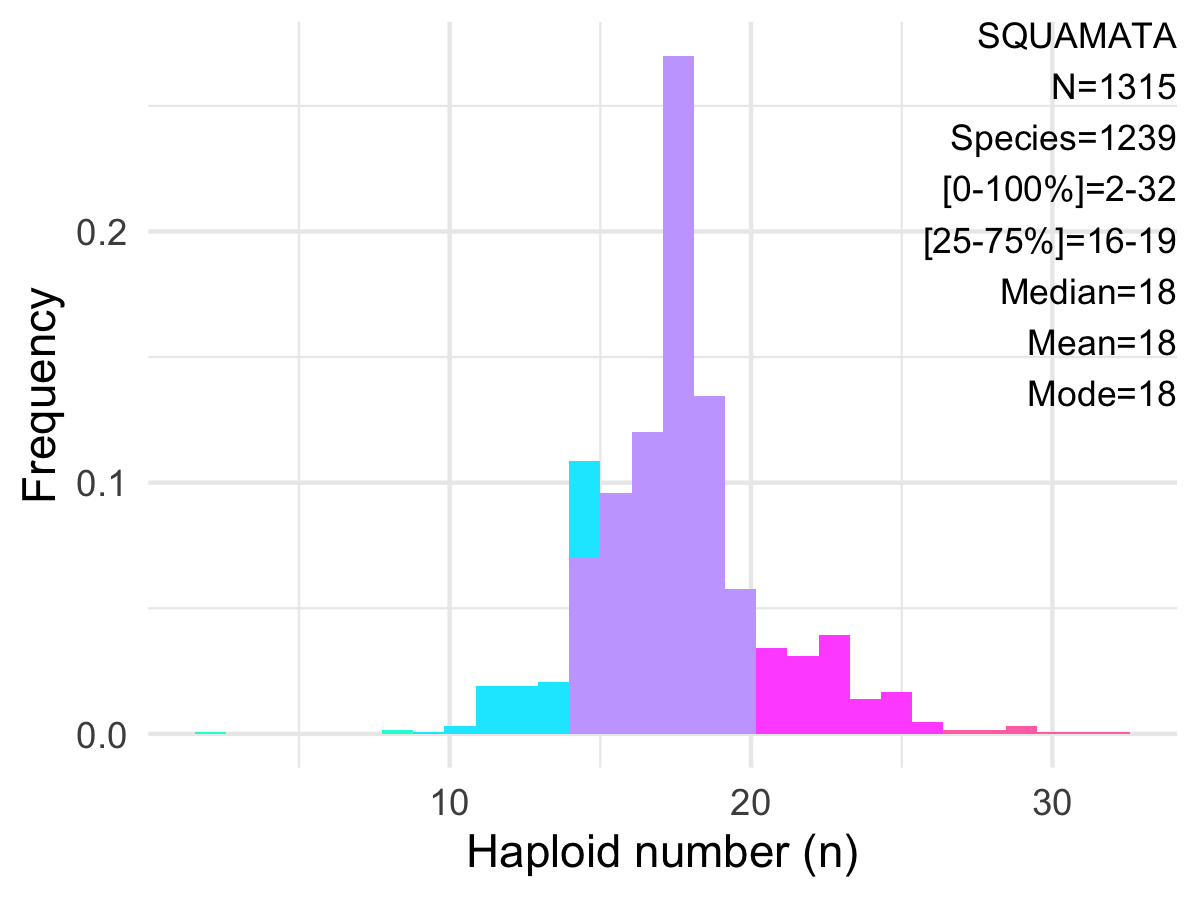 SQUAMATA
N=1315
Species=1239
[0-100%]=2-32
[25-75%]=16-19
Median=18
Mean=18
Mode=18
Frequency
0.2
0.1
0.0
10 20 30
Haploid number (n)